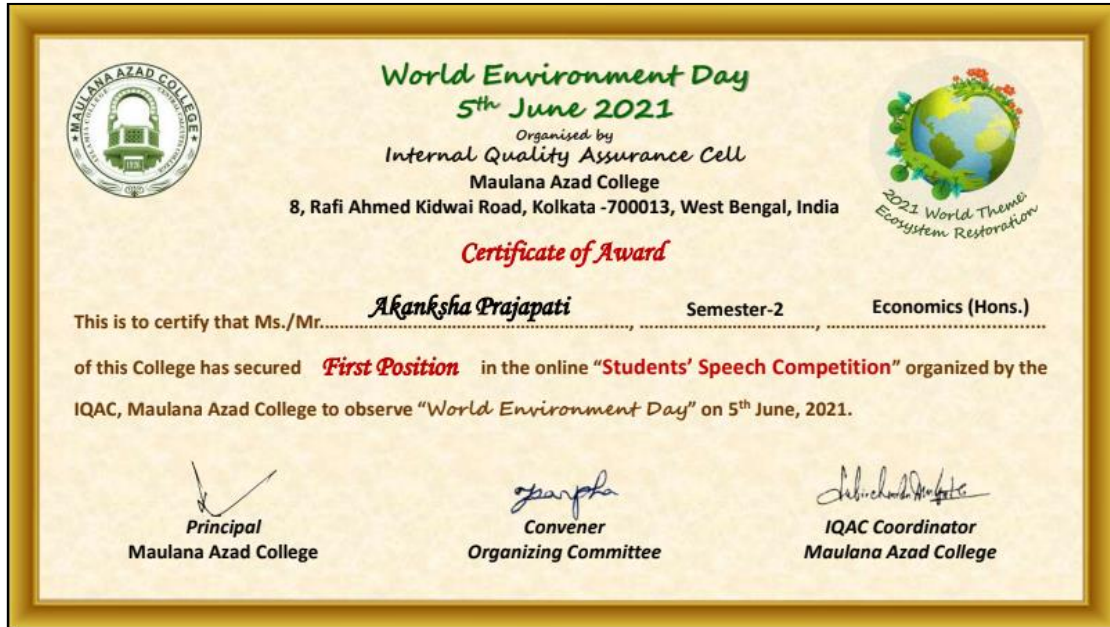 MAULANA AZAD COLLEGE
World Environment Day
5th June 2021
Organised by
Internal Quality Assurance Cell
Maulana Azad College
8, Rafi Ahmed Kidwai Road, Kolkata -700013, West Bengal, India
2021 World Theme:
Ecosystem Restoration
Certificate of Award
This is to certify that Ms./Mr. Akanksha Prajapati, Semester-2, Economics (Hons.)
of this College has secured First Position in the online “Students’ Speech Competition” organized by the
IQAC, Maulana Azad College to observe “World Environment Day” on 5th June, 2021.
Principal
Maulana Azad College
Convener
Organizing Committee
IQAC Coordinator
Maulana Azad College